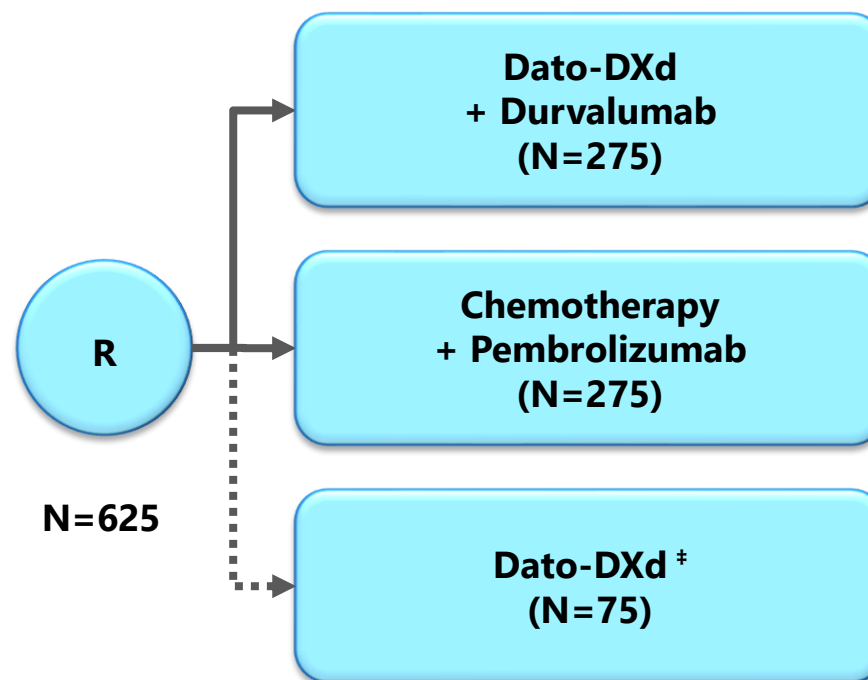 Dato-DXd
+ Durvalumab
(N=275)
R
Chemotherapy
+ Pembrolizumab
(N=275)
N=625
Dato-DXd ‡
(N=75)